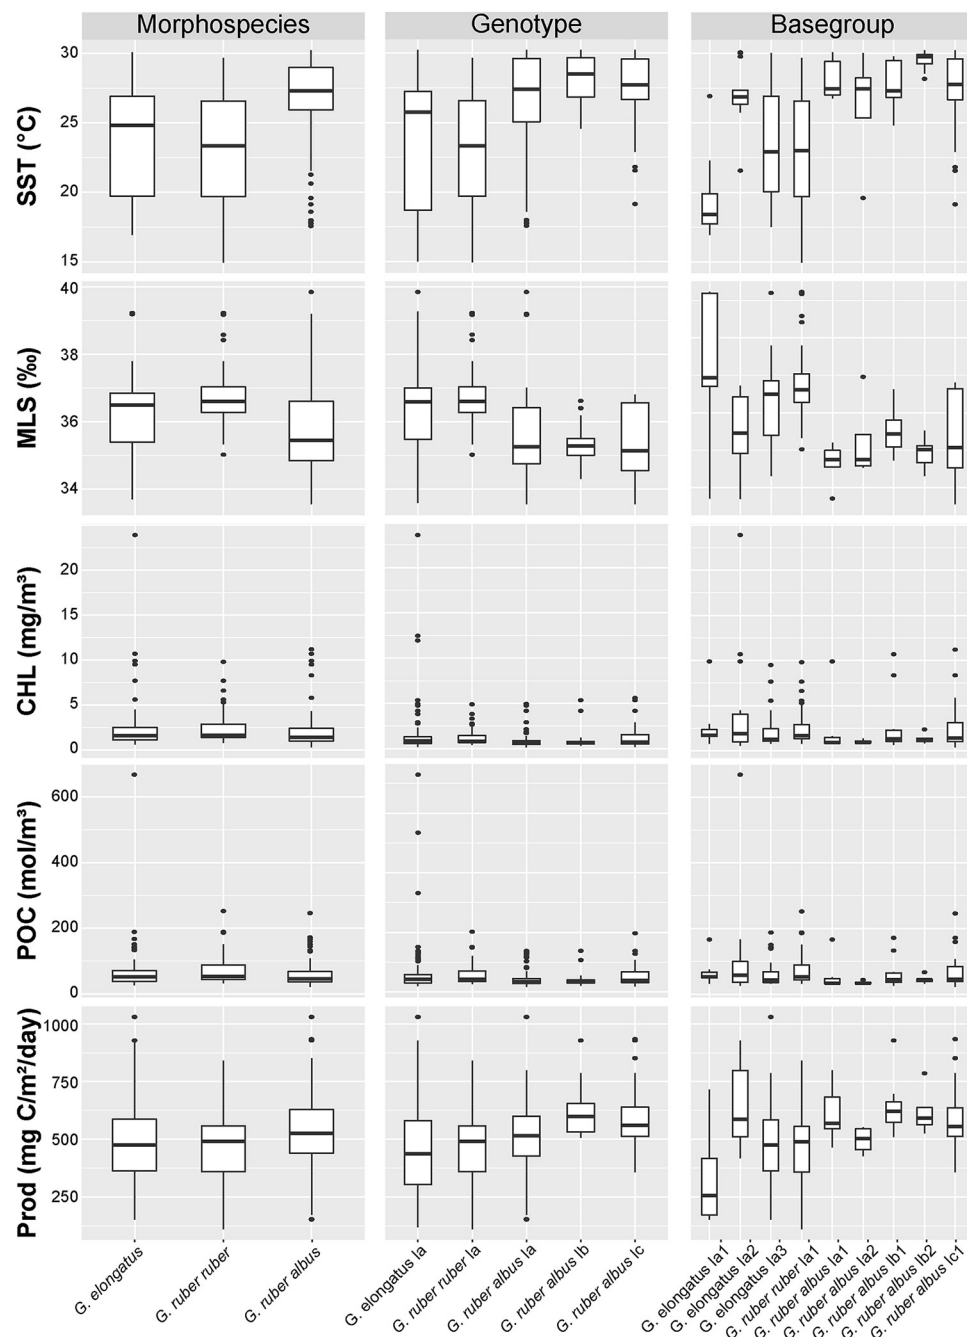 Morphospecies Genotype Basegroup
SST (°C)
30
25
20
15
MLS (‰)
40
38
36
34
CHL (mg/m³)
20
15
10
5
0
POC (mol/m³)
600
400
200
0
Prod (mg C/m²/day)
1000
750
500
250
G. elongatus
G. ruber ruber
G. ruber albus
G. elongatus Ia
G. ruber ruber Ia
G. ruber albus Ia
G. ruber albus Ib
G. ruber albus Ic
G. elongatus Ia1
G. elongatus Ia2
G. elongatus Ia3
G. ruber ruber Ia1
G. ruber albus Ia1
G. ruber albus Ia2
G. ruber albus Ib1
G. ruber albus Ib2
G. ruber albus Ic1